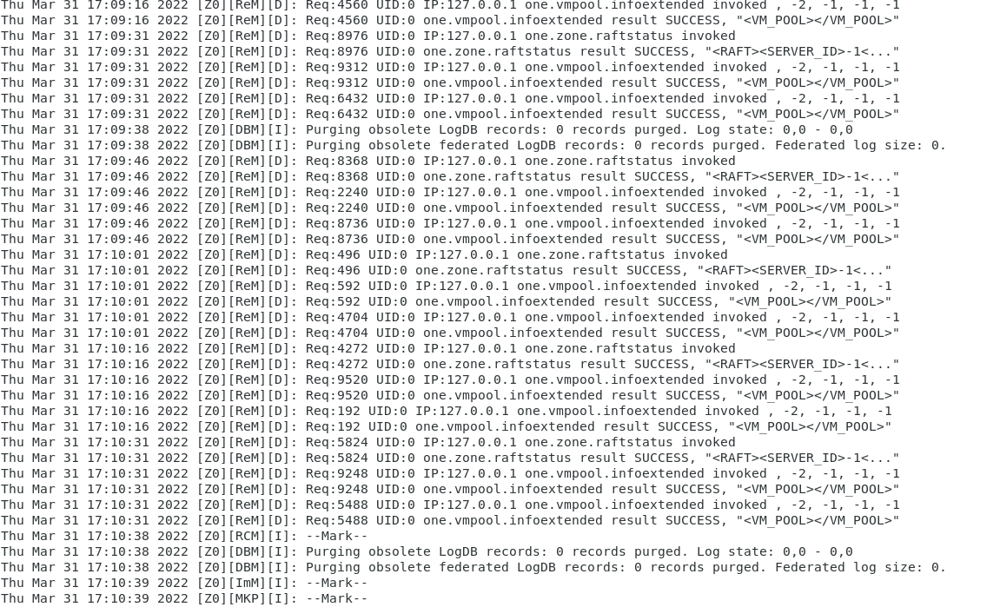 Thu Mar 31 17:09:16 2022 [Z0][ReM][D]: Req:4560 UID:0 IP:127.0.0.1 one.vmpool.infoextended invoked , -2, -1, -1, -1
Thu Mar 31 17:09:16 2022 [Z0][ReM][D]: Req:4560 UID:0 one.vmpool.infoextended result SUCCESS, "<VM_POOL></VM_POOL>"
Thu Mar 31 17:09:31 2022 [Z0][ReM][D]: Req:8976 UID:0 IP:127.0.0.1 one.zone.raftstatus invoked
Thu Mar 31 17:09:31 2022 [Z0][ReM][D]: Req:8976 UID:0 one.zone.raftstatus result SUCCESS, "<RAFT><SERVER_ID>-1<..."
Thu Mar 31 17:09:31 2022 [Z0][ReM][D]: Req:9312 UID:0 IP:127.0.0.1 one.vmpool.infoextended invoked , -2, -1, -1, -1
Thu Mar 31 17:09:31 2022 [Z0][ReM][D]: Req:9312 UID:0 one.vmpool.infoextended result SUCCESS, "<VM_POOL></VM_POOL>"
Thu Mar 31 17:09:31 2022 [Z0][ReM][D]: Req:6432 UID:0 IP:127.0.0.1 one.vmpool.infoextended invoked , -2, -1, -1, -1
Thu Mar 31 17:09:31 2022 [Z0][ReM][D]: Req:6432 UID:0 one.vmpool.infoextended result SUCCESS, "<VM_POOL></VM_POOL>"
Thu Mar 31 17:09:38 2022 [Z0][DBM][I]: Purging obsolete LogDB records: 0 records purged. Log state: 0,0 - 0,0
Thu Mar 31 17:09:38 2022 [Z0][DBM][I]: Purging obsolete federated LogDB records: 0 records purged. Federated log size: 0.
Thu Mar 31 17:09:46 2022 [Z0][ReM][D]: Req:8368 UID:0 IP:127.0.0.1 one.zone.raftstatus invoked
Thu Mar 31 17:09:46 2022 [Z0][ReM][D]: Req:8368 UID:0 one.zone.raftstatus result SUCCESS, "<RAFT><SERVER_ID>-1<..."
Thu Mar 31 17:09:46 2022 [Z0][ReM][D]: Req:2240 UID:0 IP:127.0.0.1 one.vmpool.infoextended invoked , -2, -1, -1, -1
Thu Mar 31 17:09:46 2022 [Z0][ReM][D]: Req:2240 UID:0 one.vmpool.infoextended result SUCCESS, "<VM_POOL></VM_POOL>"
Thu Mar 31 17:09:46 2022 [Z0][ReM][D]: Req:8736 UID:0 IP:127.0.0.1 one.vmpool.infoextended invoked , -2, -1, -1, -1
Thu Mar 31 17:09:46 2022 [Z0][ReM][D]: Req:8736 UID:0 one.vmpool.infoextended result SUCCESS, "<VM_POOL></VM_POOL>"
Thu Mar 31 17:10:01 2022 [Z0][ReM][D]: Req:496 UID:0 IP:127.0.0.1 one.zone.raftstatus invoked
Thu Mar 31 17:10:01 2022 [Z0][ReM][D]: Req:496 UID:0 one.zone.raftstatus result SUCCESS, "<RAFT><SERVER_ID>-1<..."
Thu Mar 31 17:10:01 2022 [Z0][ReM][D]: Req:592 UID:0 IP:127.0.0.1 one.vmpool.infoextended invoked , -2, -1, -1, -1
Thu Mar 31 17:10:01 2022 [Z0][ReM][D]: Req:592 UID:0 one.vmpool.infoextended result SUCCESS, "<VM_POOL></VM_POOL>"
Thu Mar 31 17:10:01 2022 [Z0][ReM][D]: Req:4704 UID:0 IP:127.0.0.1 one.vmpool.infoextended invoked , -2, -1, -1, -1
Thu Mar 31 17:10:01 2022 [Z0][ReM][D]: Req:4704 UID:0 one.vmpool.infoextended result SUCCESS, "<VM_POOL></VM_POOL>"
Thu Mar 31 17:10:16 2022 [Z0][ReM][D]: Req:4272 UID:0 IP:127.0.0.1 one.zone.raftstatus invoked
Thu Mar 31 17:10:16 2022 [Z0][ReM][D]: Req:4272 UID:0 one.zone.raftstatus result SUCCESS, "<RAFT><SERVER_ID>-1<..."
Thu Mar 31 17:10:16 2022 [Z0][ReM][D]: Req:9520 UID:0 IP:127.0.0.1 one.vmpool.infoextended invoked , -2, -1, -1, -1
Thu Mar 31 17:10:16 2022 [Z0][ReM][D]: Req:9520 UID:0 one.vmpool.infoextended result SUCCESS, "<VM_POOL></VM_POOL>"
Thu Mar 31 17:10:16 2022 [Z0][ReM][D]: Req:192 UID:0 IP:127.0.0.1 one.vmpool.infoextended invoked , -2, -1, -1, -1
Thu Mar 31 17:10:16 2022 [Z0][ReM][D]: Req:192 UID:0 one.vmpool.infoextended result SUCCESS, "<VM_POOL></VM_POOL>"
Thu Mar 31 17:10:31 2022 [Z0][ReM][D]: Req:5824 UID:0 IP:127.0.0.1 one.zone.raftstatus invoked
Thu Mar 31 17:10:31 2022 [Z0][ReM][D]: Req:5824 UID:0 one.zone.raftstatus result SUCCESS, "<RAFT><SERVER_ID>-1<..."
Thu Mar 31 17:10:31 2022 [Z0][ReM][D]: Req:9248 UID:0 IP:127.0.0.1 one.vmpool.infoextended invoked , -2, -1, -1, -1
Thu Mar 31 17:10:31 2022 [Z0][ReM][D]: Req:9248 UID:0 one.vmpool.infoextended result SUCCESS, "<VM_POOL></VM_POOL>"
Thu Mar 31 17:10:31 2022 [Z0][ReM][D]: Req:5488 UID:0 IP:127.0.0.1 one.vmpool.infoextended invoked , -2, -1, -1, -1
Thu Mar 31 17:10:31 2022 [Z0][ReM][D]: Req:5488 UID:0 one.vmpool.infoextended result SUCCESS, "<VM_POOL></VM_POOL>"
Thu Mar 31 17:10:38 2022 [Z0][RCM][I]: --Mark--
Thu Mar 31 17:10:38 2022 [Z0][DBM][I]: Purging obsolete LogDB records: 0 records purged. Log state: 0,0 - 0,0
Thu Mar 31 17:10:38 2022 [Z0][DBM][I]: Purging obsolete federated LogDB records: 0 records purged. Federated log size: 0.
Thu Mar 31 17:10:39 2022 [Z0][ImM][I]: --Mark--
Thu Mar 31 17:10:39 2022 [Z0][MKP][I]: --Mark--